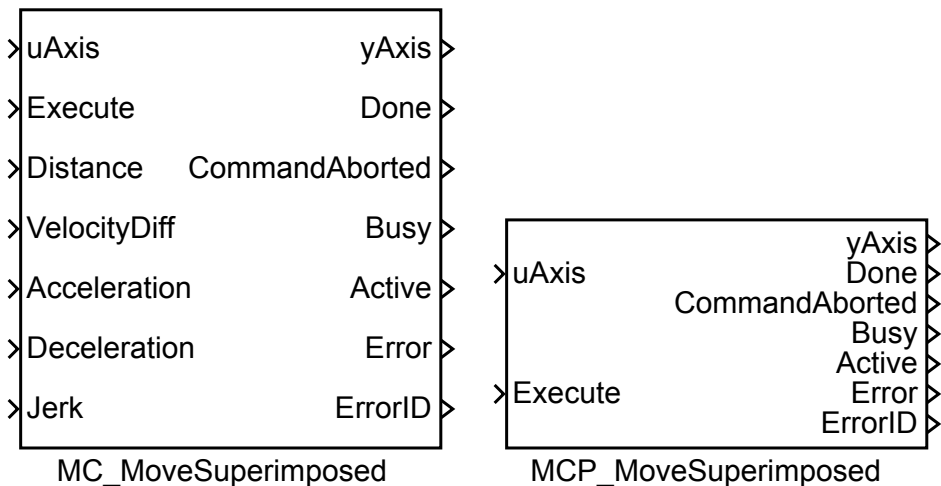 uAxis yAxis
Execute Done
Distance CommandAborted
VelocityDiff Busy
Acceleration Active
Deceleration Error
Jerk ErrorID
MC_MoveSuperimposed
yAxis
uAxis Done
CommandAborted
Busy
Active
Execute Error
ErrorID
MCP_MoveSuperimposed